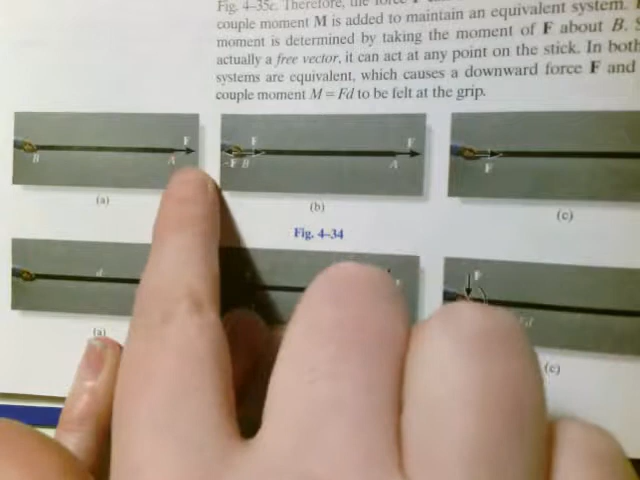 Fig. 4–35c. Therefore, the force F
couple moment M is added to maintain an equivalent system.
moment is determined by taking the moment of F about B.
actually a free vector, it can act at any point on the stick. In both
systems are equivalent, which causes a downward force F and
couple moment M = Fd to be felt at the grip.
F
B
A
(a)
F
F
-F B
A
(b)
F
(c)
Fig. 4–34
d
(a)
F
(c)